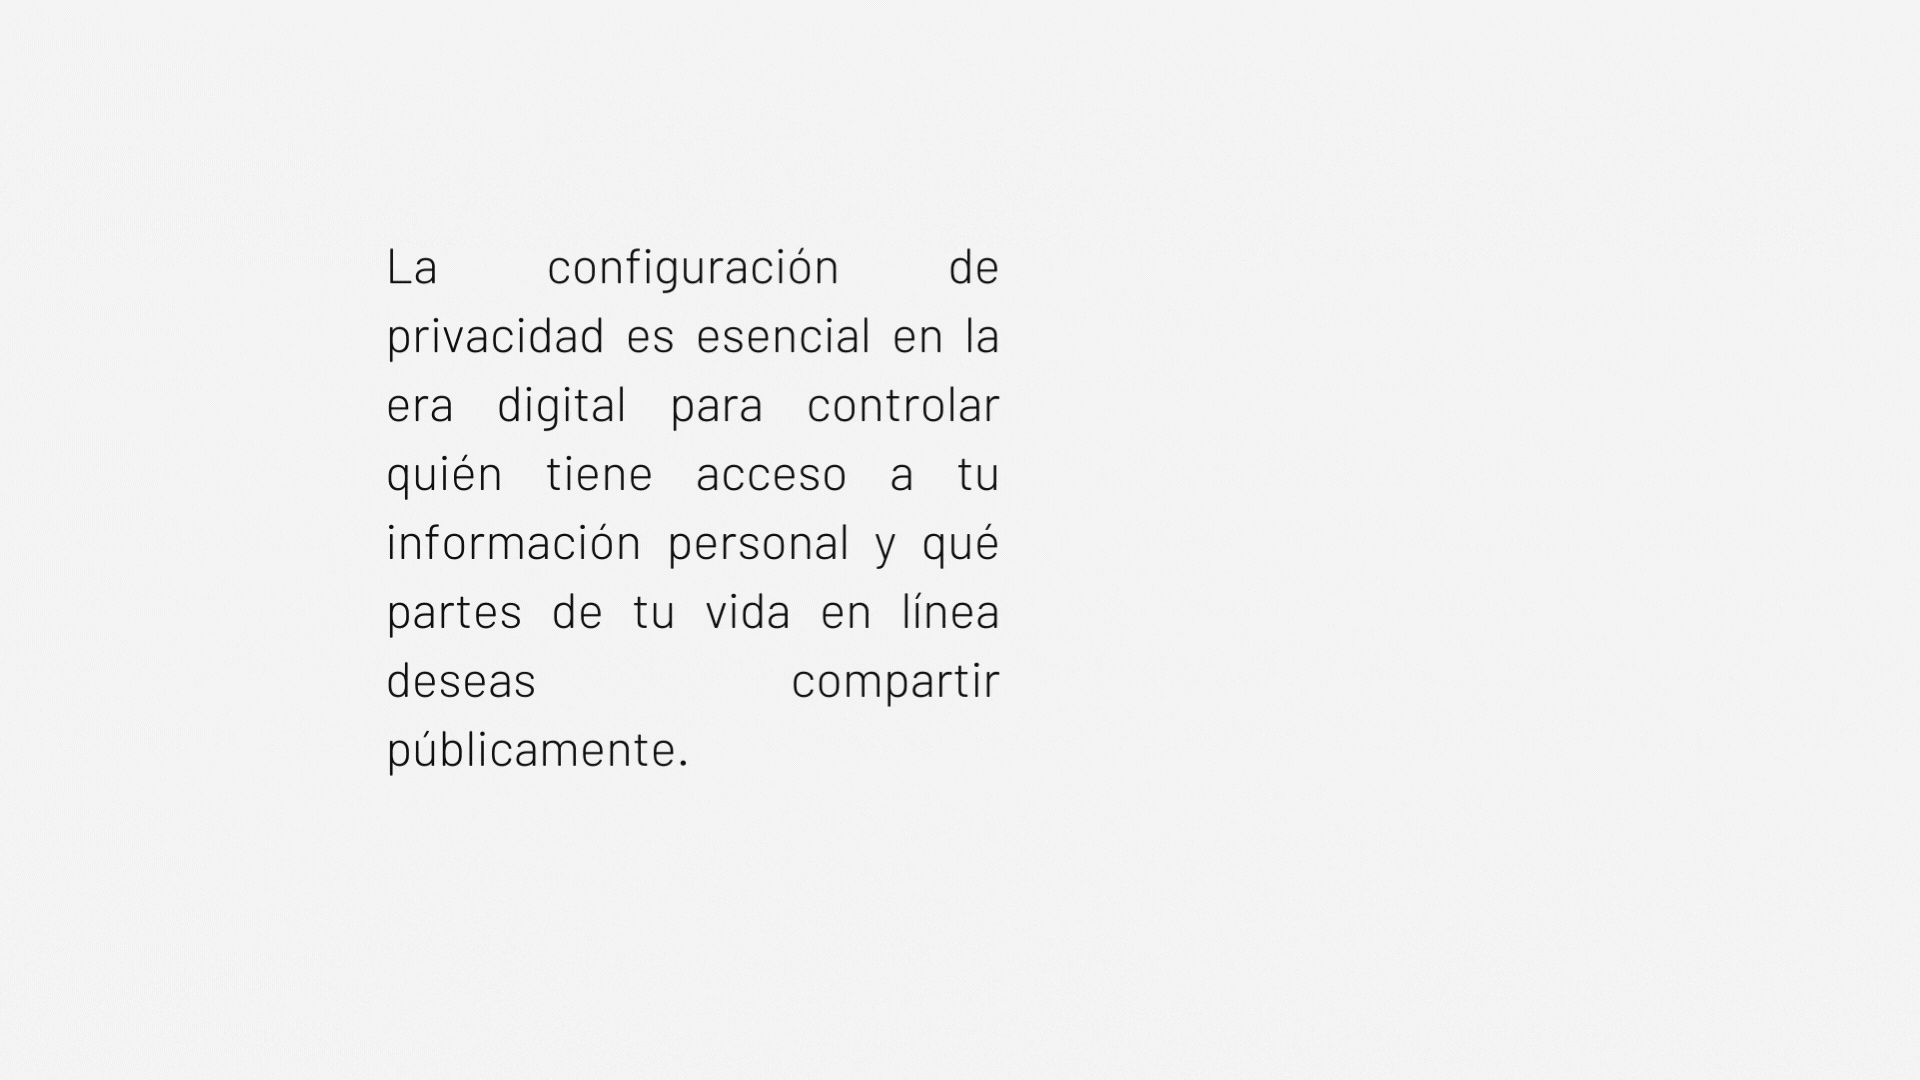 La configuración de
privacidad es esencial en la
era digital para controlar
quién tiene acceso a tu
información personal y qué
partes de tu vida en línea
deseas compartir
públicamente.